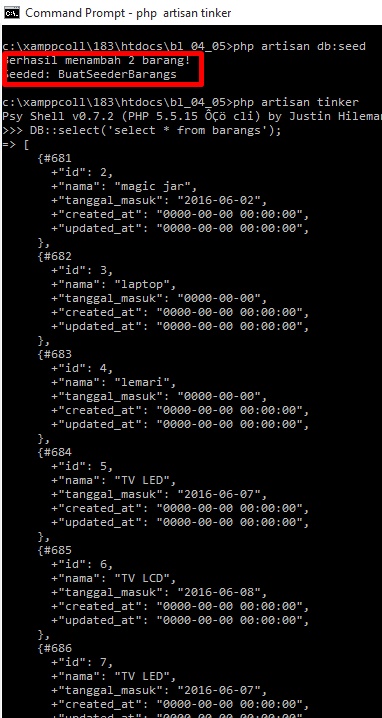 Command Prompt - php  artisan tinker
c:\xamppcoll\183\htdocs\bl_04_05>php artisan db:seed
Berhasil menambah 2 barang!
Seeded: BuatSeederBarangs
c:\xamppcoll\183\htdocs\bl_04_05>php artisan tinker
Psy Shell v0.7.2 (PHP 5.5.15 ÔÇö cli) by Justin Hileman
>>> DB::select('select * from barangs');
=> [
     {#681
       +"id": 2,
       +"nama": "magic jar",
       +"tanggal_masuk": "2016-06-02",
       +"created_at": "0000-00-00 00:00:00",
       +"updated_at": "0000-00-00 00:00:00",
     },
     {#682
       +"id": 3,
       +"nama": "laptop",
       +"tanggal_masuk": "0000-00-00",
       +"created_at": "0000-00-00 00:00:00",
       +"updated_at": "0000-00-00 00:00:00",
     },
     {#683
       +"id": 4,
       +"nama": "lemari",
       +"tanggal_masuk": "0000-00-00",
       +"created_at": "0000-00-00 00:00:00",
       +"updated_at": "0000-00-00 00:00:00",
     },
     {#684
       +"id": 5,
       +"nama": "TV LED",
       +"tanggal_masuk": "2016-06-07",
       +"created_at": "0000-00-00 00:00:00",
       +"updated_at": "0000-00-00 00:00:00",
     },
     {#685
       +"id": 6,
       +"nama": "TV LCD",
       +"tanggal_masuk": "2016-06-08",
       +"created_at": "0000-00-00 00:00:00",
       +"updated_at": "0000-00-00 00:00:00",
     },
     {#686
       +"id": 7,
       +"nama": "TV LED",
       +"tanggal_masuk": "2016-06-07",
       +"created_at": "0000-00-00 00:00:00",
       +"updated_at": "0000-00-00 00:00:00",